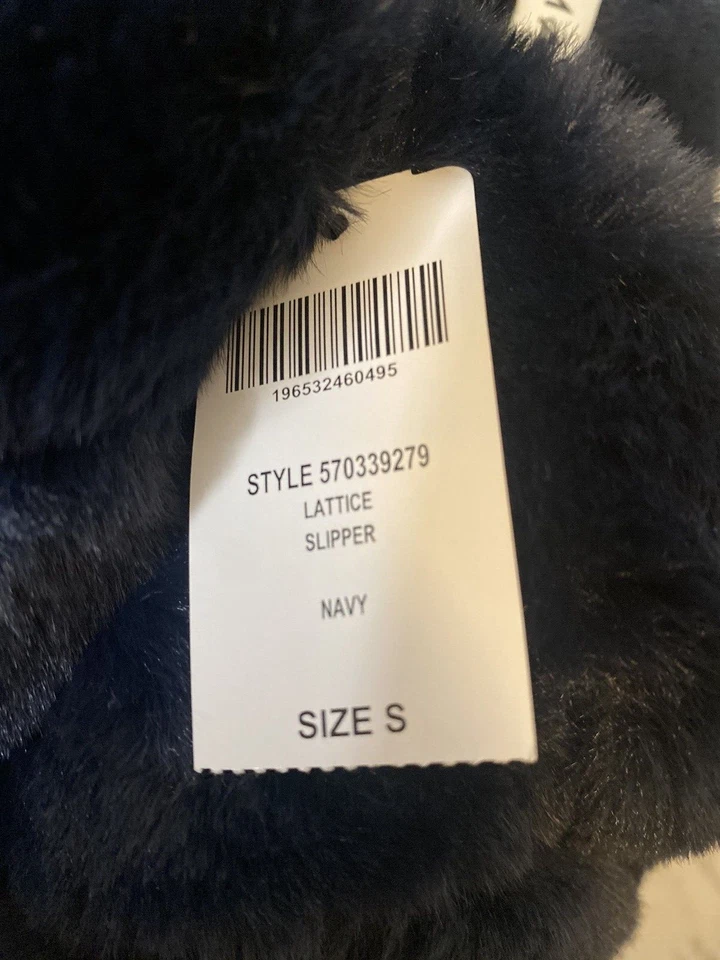 196532460495
STYLE 570339279
LATTICE
SLIPPER
NAVY
SIZE S